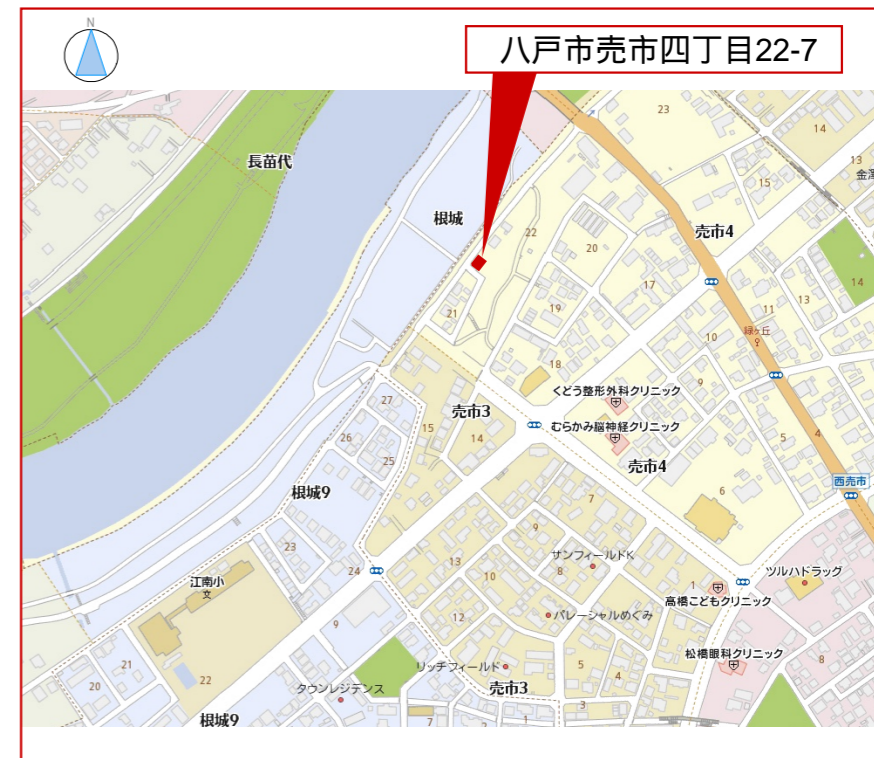 N
八戸市売市四丁目22-7
23
14
13
金澤
長苗代
15
根城
22
売市4
20
17
14
13
11
21
19
緑ヶ丘
10
18
くどう整形外科クリニック
9
27
売市3
むらかみ脳神経クリニック
15
14
5
4
26
25
売市4
西売市
根城9
6
7
9
23
サンフィールドK
江南小
文
24
13
10
8
1
ツルハドラッグ
高橋こどもクリニック
12
9
バレーシャルめぐみ
松橋眼科クリニック
21
20
22
リッチフィールド
5
4
8
タウンレジデンス
売市3
3
根城9
7
2
1